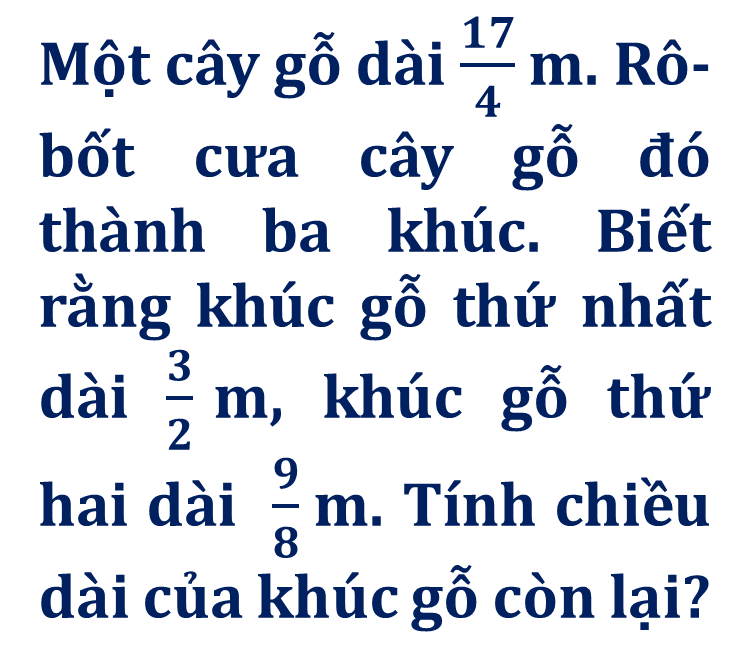 Một cây gỗ dài 17/4 m. Rô-
bốt cưa cây gỗ đó
thành ba khúc. Biết
rằng khúc gỗ thứ nhất
dài 3/2 m, khúc gỗ thứ
hai dài 9/8 m. Tính chiều
dài của khúc gỗ còn lại?